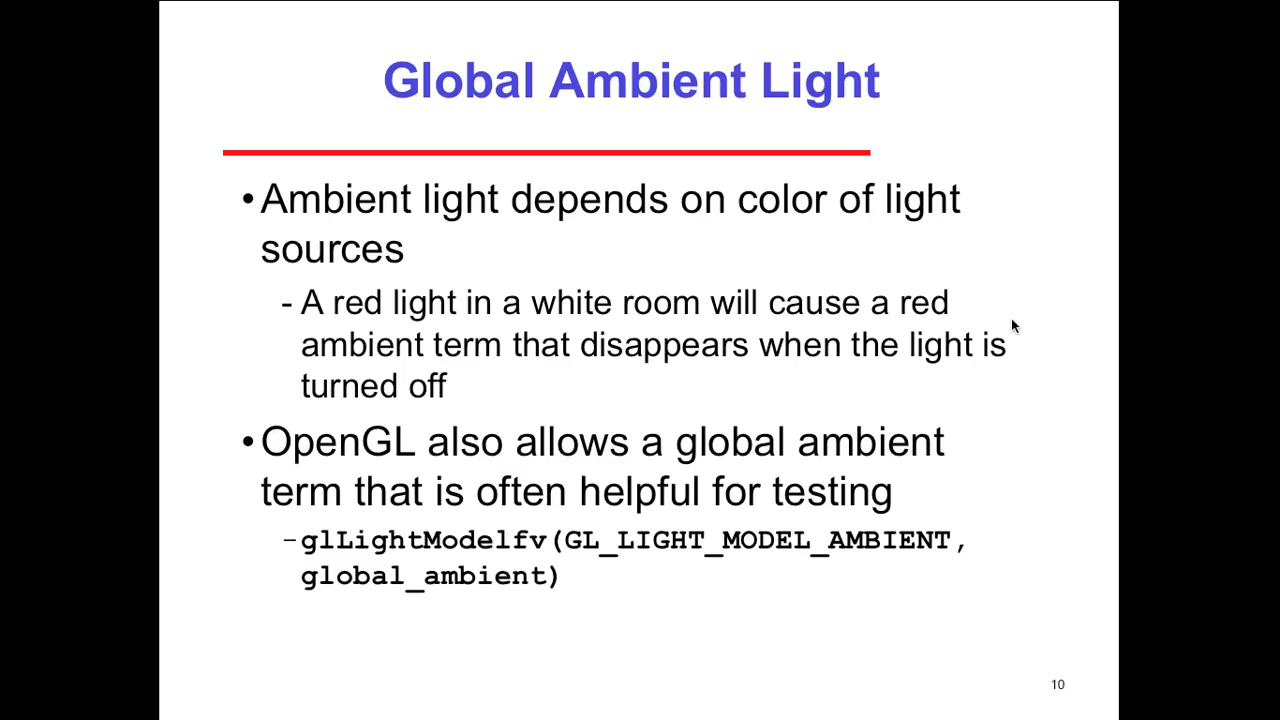 Global Ambient Light
•Ambient light depends on color of light
sources
- A red light in a white room will cause a red
ambient term that disappears when the light is
turned off
•OpenGL also allows a global ambient
term that is often helpful for testing
-glLightModelfv(GL_LIGHT_MODEL_AMBIENT,
global_ambient)
10